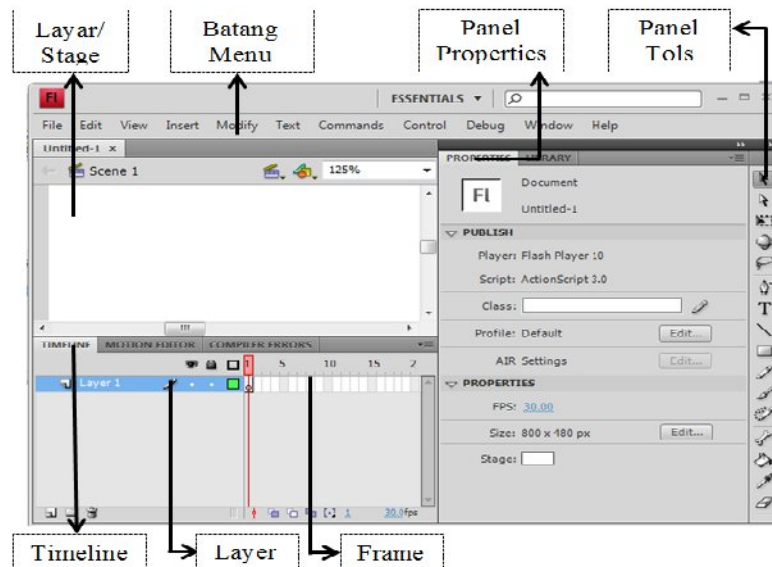 Layar/
Stage
Batang
Menu
Panel
Properties
Panel
Tols
FL
ESSENTIALS
File Edit View Insert Modify Text Commands Control Debug Window Help
Untitled-1 x
Scene 1
125%
PROPERTIES LIBRARY
FL
Document
Untitled-1
PUBLISH
Player: Flash Player 10
Script: ActionScript 3.0
Class:
Profile: Default Edit...
AIR Settings Edit...
PROPERTIES
FPS: 30.00
Size: 800 x 480 px Edit...
Stage:
TIMELINE MOTION EDITOR COMPILER ERRORS
1 5 10 15 2
Layer 1
1 30.0fps
Timeline
Layer
Frame